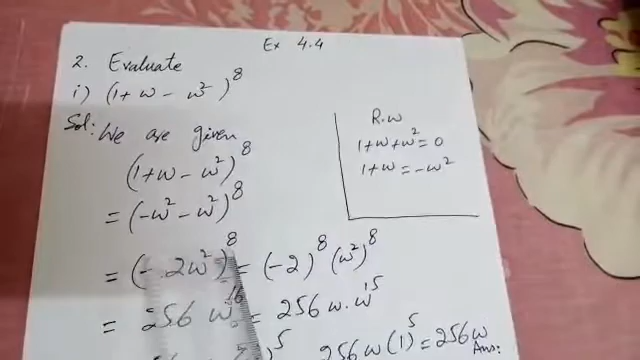 Ex 4.4
2. Evaluate
i) (1+ω - ω²)⁸
Sol: We are given
(1+ω - ω²)⁸
= (-ω² - ω²)⁸
R.w
1+ω+ω² = 0
1+ω = -ω²
= (-2ω²)⁸ = (-2)⁸ (ω²)⁸
= 256 ω¹⁶ = 256 ω.ω¹⁵
)⁵ 256 ω(1)⁵ = 256ω
Ans: